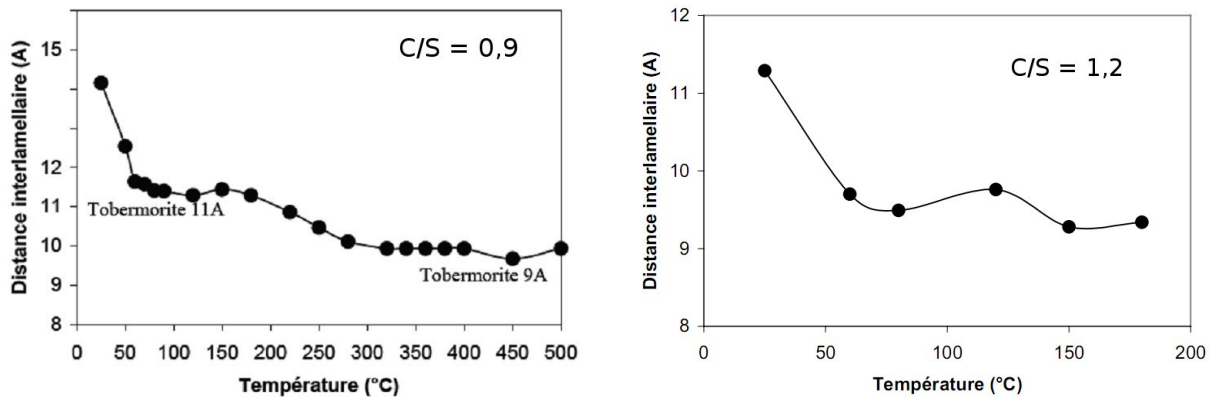 C/S = 0,9
Distance interlamellaire (A)
15
12
11
10
9
8
Tobermorite 11A
Tobermorite 9A
0 50 100 150 200 250 300 350 400 450 500
Température (°C)
C/S = 1,2
Distance interlamellaire (A)
12
11
10
9
8
0 50 100 150 200
Température (°C)